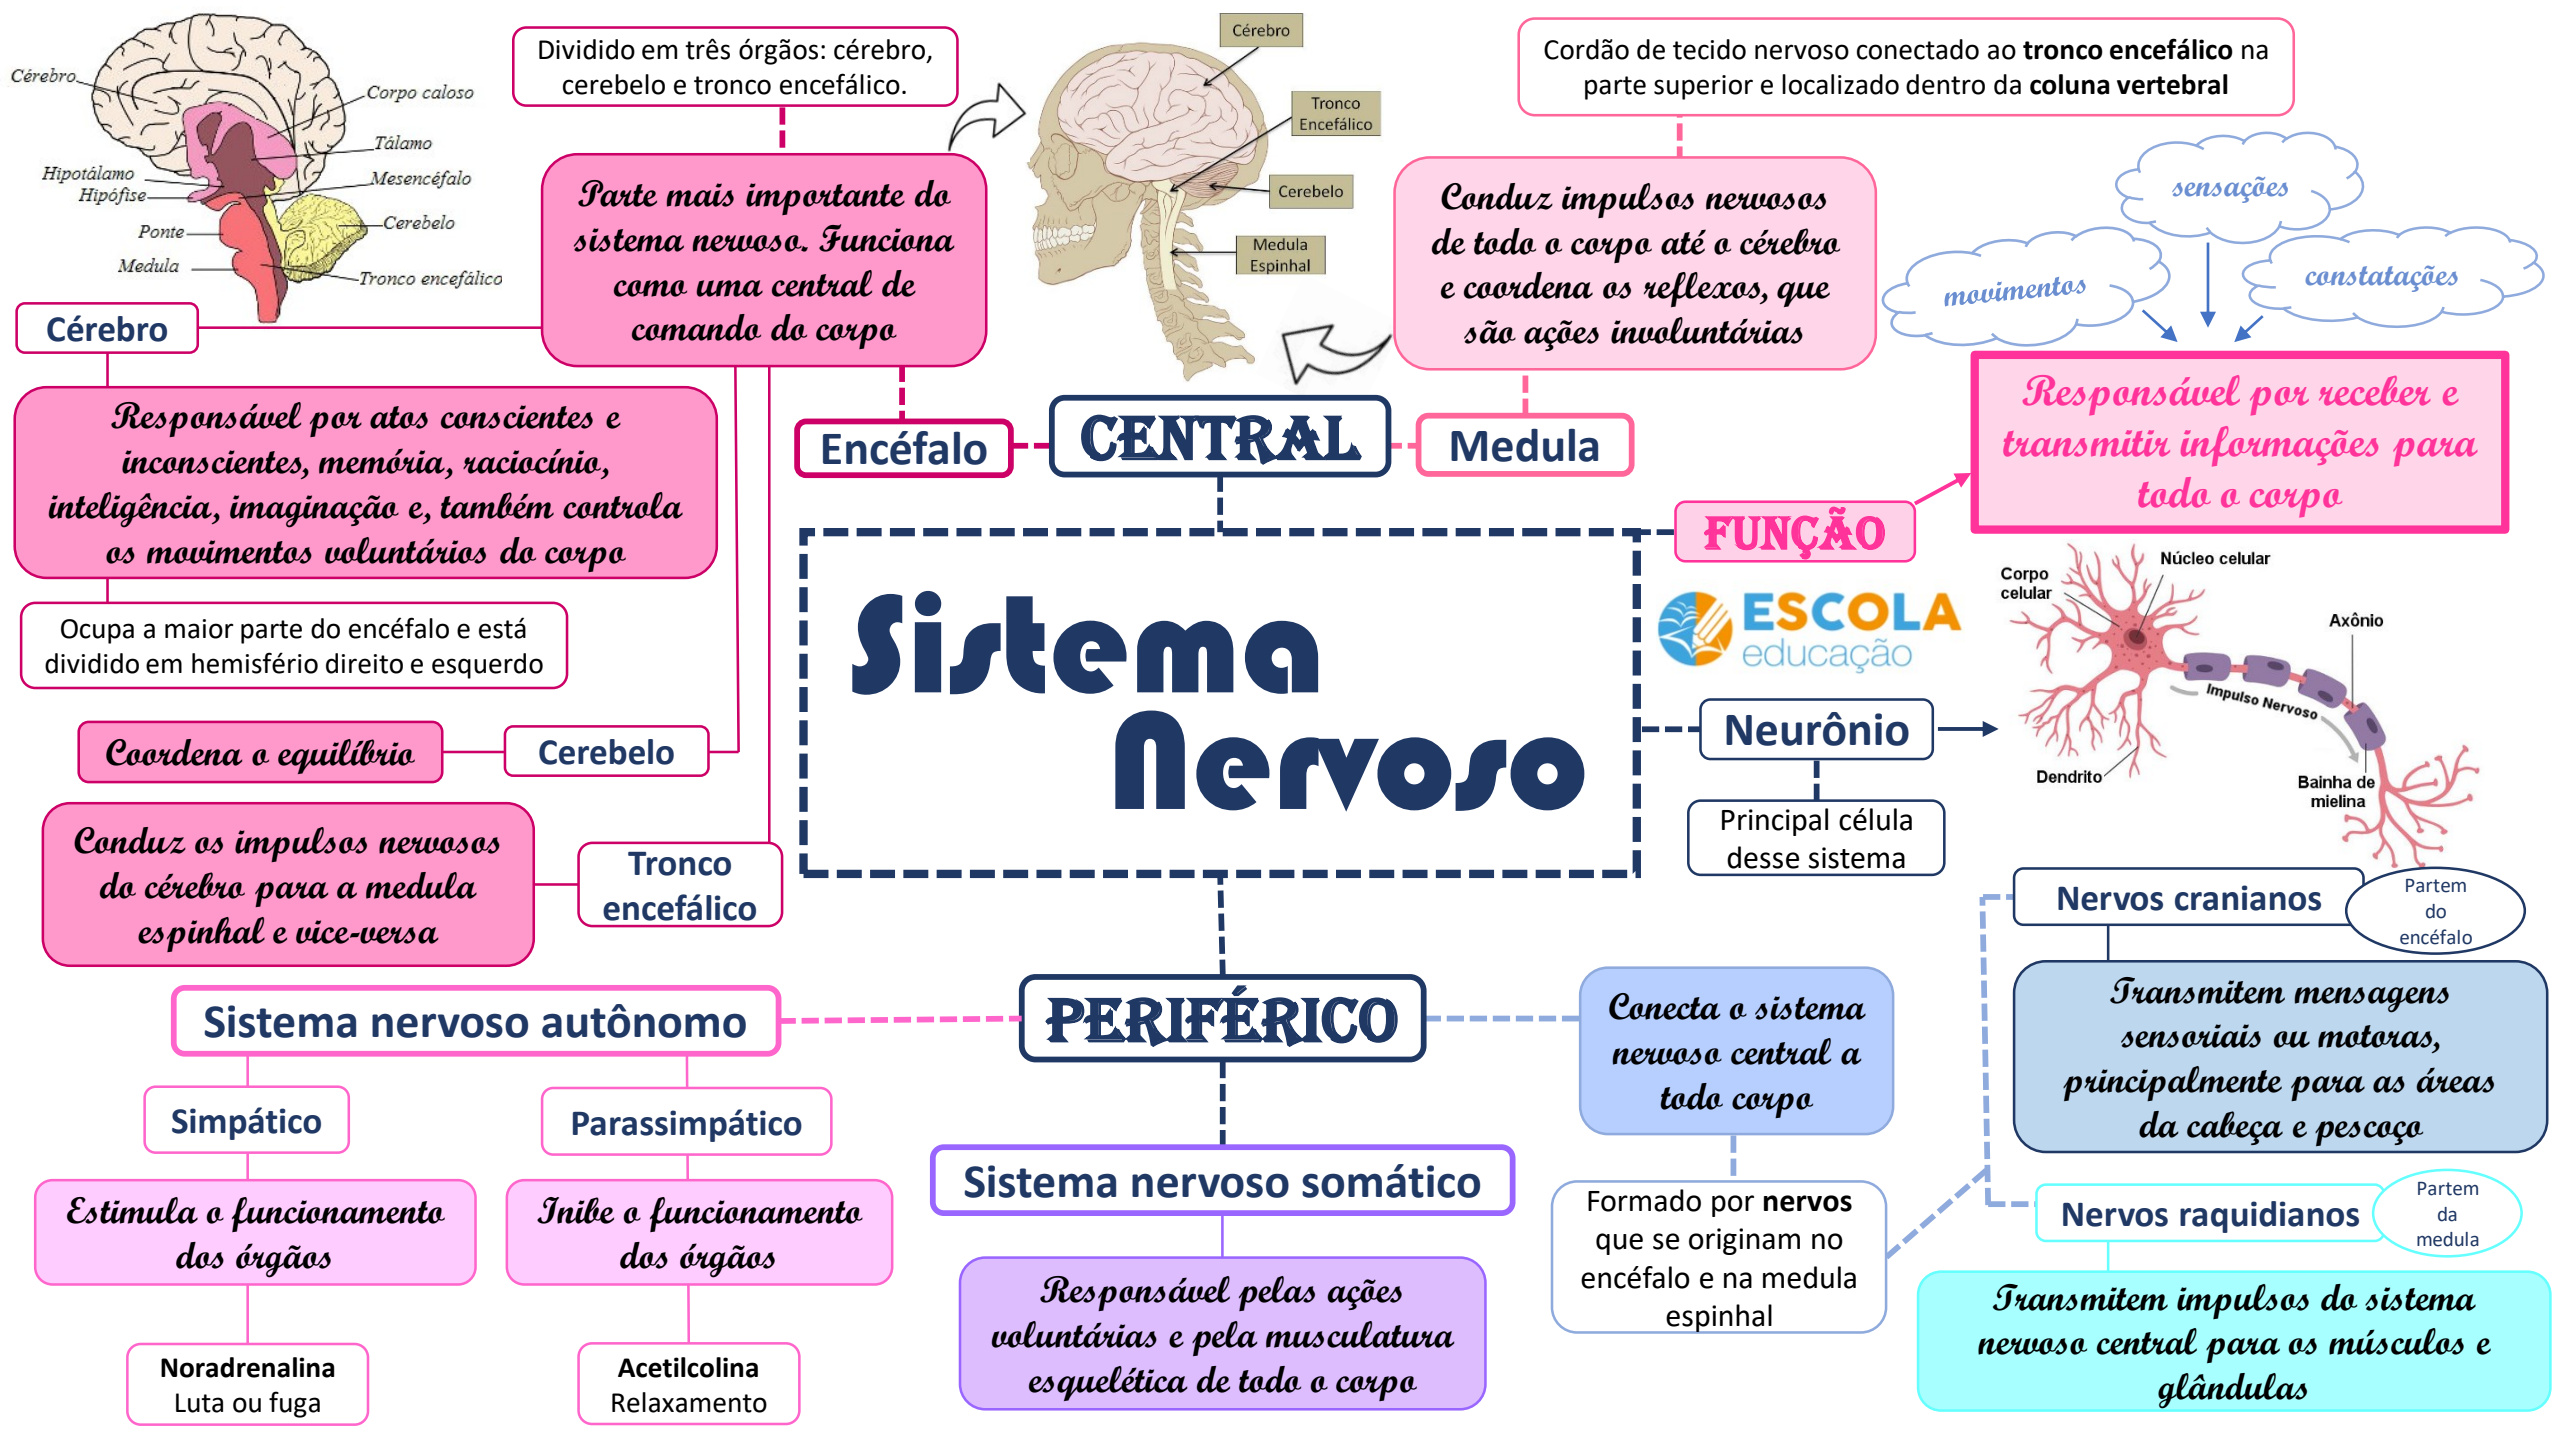 Cérebro
Corpo caloso
Tálamo
Hipotálamo
Mesencéfalo
Hipófise
Cerebelo
Ponte
Medula
Tronco encefálico
Dividido em três órgãos: cérebro,
cerebelo e tronco encefálico.
Parte mais importante do
sistema nervoso. Funciona
como uma central de
comando do corpo
Cérebro
Tronco
Encefálico
Cerebelo
Medula
Espinhal
Cordão de tecido nervoso conectado ao tronco encefálico na
parte superior e localizado dentro da coluna vertebral
Conduz impulsos nervosos
de todo o corpo até o cérebro
e coordena os reflexos, que
são ações involuntárias
sensações
movimentos
constatações
Responsável por receber e
transmitir informações para
todo o corpo
Cérebro
Responsável por atos conscientes e
inconscientes, memória, raciocínio,
inteligência, imaginação e, também controla
os movimentos voluntários do corpo
Ocupa a maior parte do encéfalo e está
dividido em hemisfério direito e esquerdo
Encéfalo
CENTRAL
Medula
FUNÇÃO
Sistema
Nervoso
ESCOLA
educação
Corpo
celular
Núcleo celular
Axônio
Impulso Nervoso
Dendrito
Bainha de
mielina
Neurônio
Principal célula
desse sistema
Coordena o equilíbrio
Cerebelo
Conduz os impulsos nervosos
do cérebro para a medula
espinhal e vice-versa
Tronco
encefálico
Sistema nervoso autônomo
PERIFÉRICO
Simpático
Parassimpático
Estimula o funcionamento
dos órgãos
Inibe o funcionamento
dos órgãos
Noradrenalina
Luta ou fuga
Acetilcolina
Relaxamento
Sistema nervoso somático
Responsável pelas ações
voluntárias e pela musculatura
esquelética de todo o corpo
Conecta o sistema
nervoso central a
todo corpo
Formado por nervos
que se originam no
encéfalo e na medula
espinhal
Nervos cranianos
Partem
do
encéfalo
Transmitem mensagens
sensoriais ou motoras,
principalmente para as áreas
da cabeça e pescoço
Nervos raquidianos
Partem
da
medula
Transmitem impulsos do sistema
nervoso central para os músculos e
glândulas